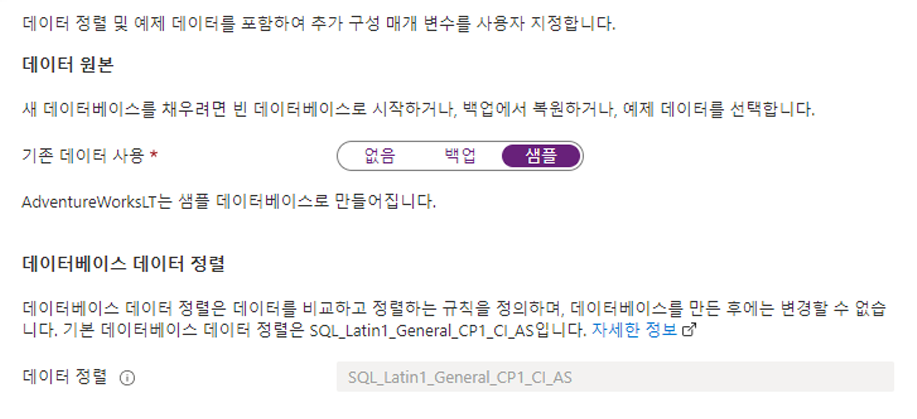 데이터 정렬 및 예제 데이터를 포함하여 추가 구성 매개 변수를 사용자 지정합니다.
데이터 원본
새 데이터베이스를 채우려면 빈 데이터베이스로 시작하거나, 백업에서 복원하거나, 예제 데이터를 선택합니다.
기존 데이터 사용 * 없음 백업 샘플
AdventureWorksLT는 샘플 데이터베이스로 만들어집니다.
데이터베이스 데이터 정렬
데이터베이스 데이터 정렬은 데이터를 비교하고 정렬하는 규칙을 정의하며, 데이터베이스를 만든 후에는 변경할 수 없습
니다. 기본 데이터베이스 데이터 정렬은 SQL_Latin1_General_CP1_CI_AS입니다. 자세한 정보
데이터 정렬 SQL_Latin1_General_CP1_CI_AS